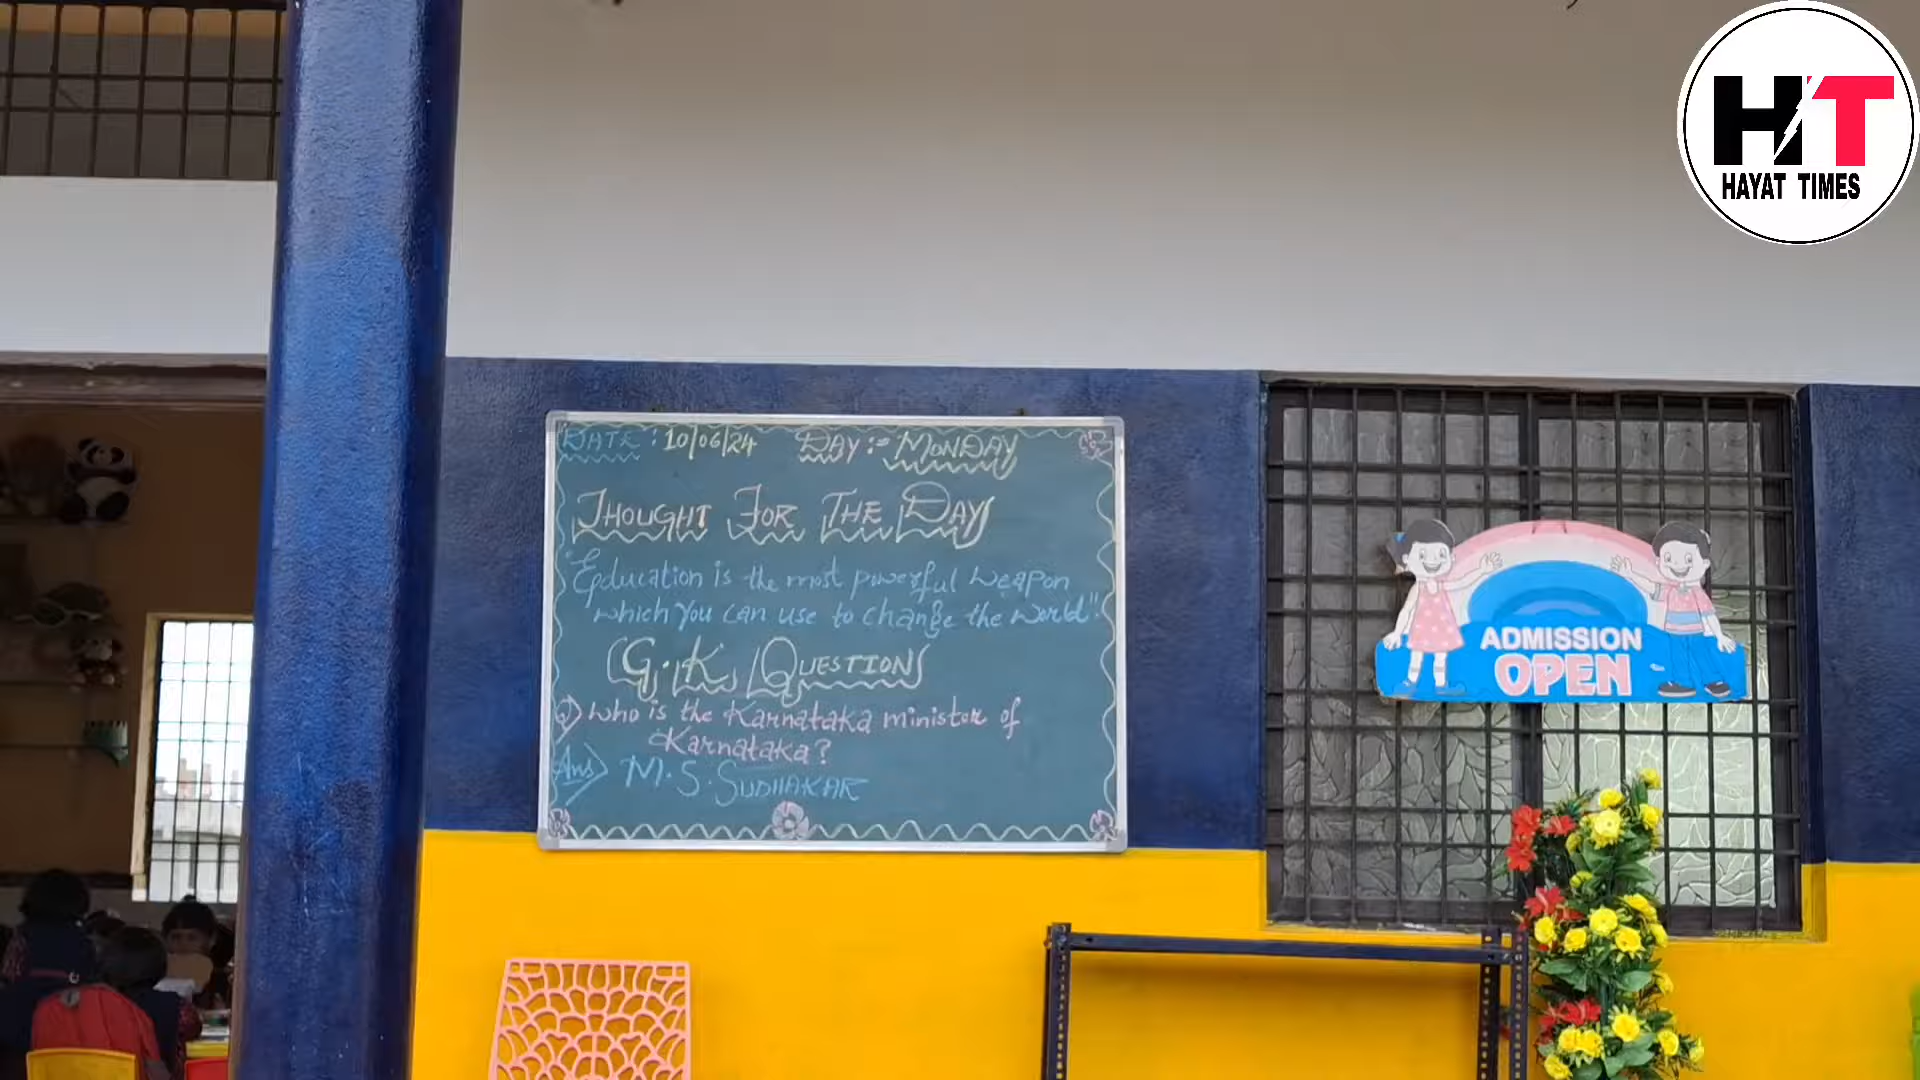 HT
HAYAT TIMES
DATE : 10/06/24 DAY :- MONDAY
THOUGHT FOR THE DAY
"Education is the most powerful weapon
which you can use to change the world"
G.K QUESTION
Q) Who is the Karnataka minister of
Karnataka?
Ans) M.S. SUDHAKAR
ADMISSION
OPEN